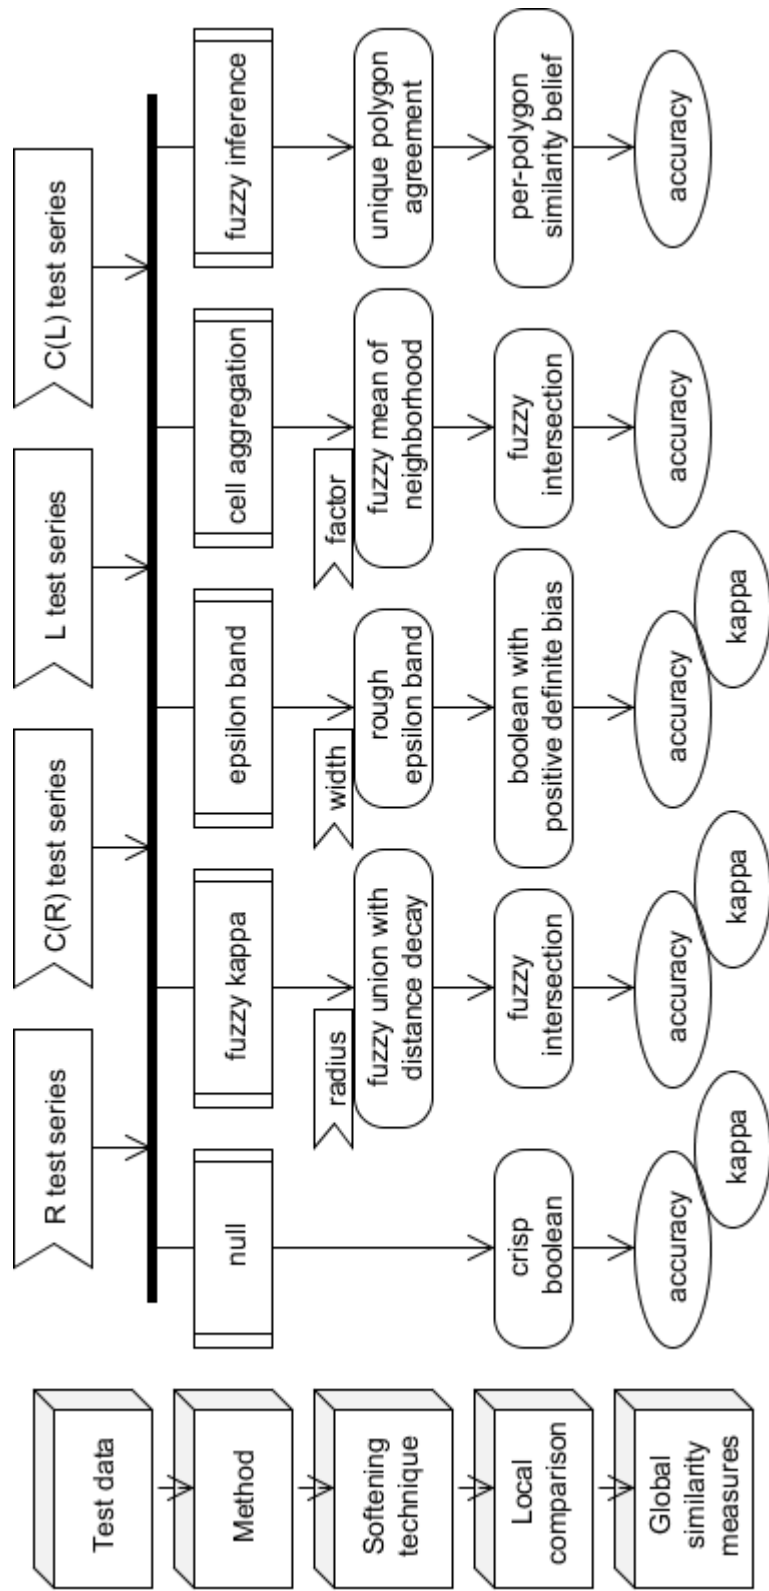 Test data
R test series
C(R) test series
L test series
C(L) test series
Method
null
fuzzy kappa
epsilon band
cell aggregation
fuzzy inference
Softening
technique
radius
fuzzy union with
distance decay
width
rough
epsilon band
factor
fuzzy mean of
neighborhood
unique polygon
agreement
Local
comparison
crisp
boolean
fuzzy
intersection
boolean with
positive definite bias
fuzzy
intersection
per-polygon
similarity belief
Global
similarity
measures
accuracy
kappa
accuracy
kappa
accuracy
kappa
accuracy
accuracy